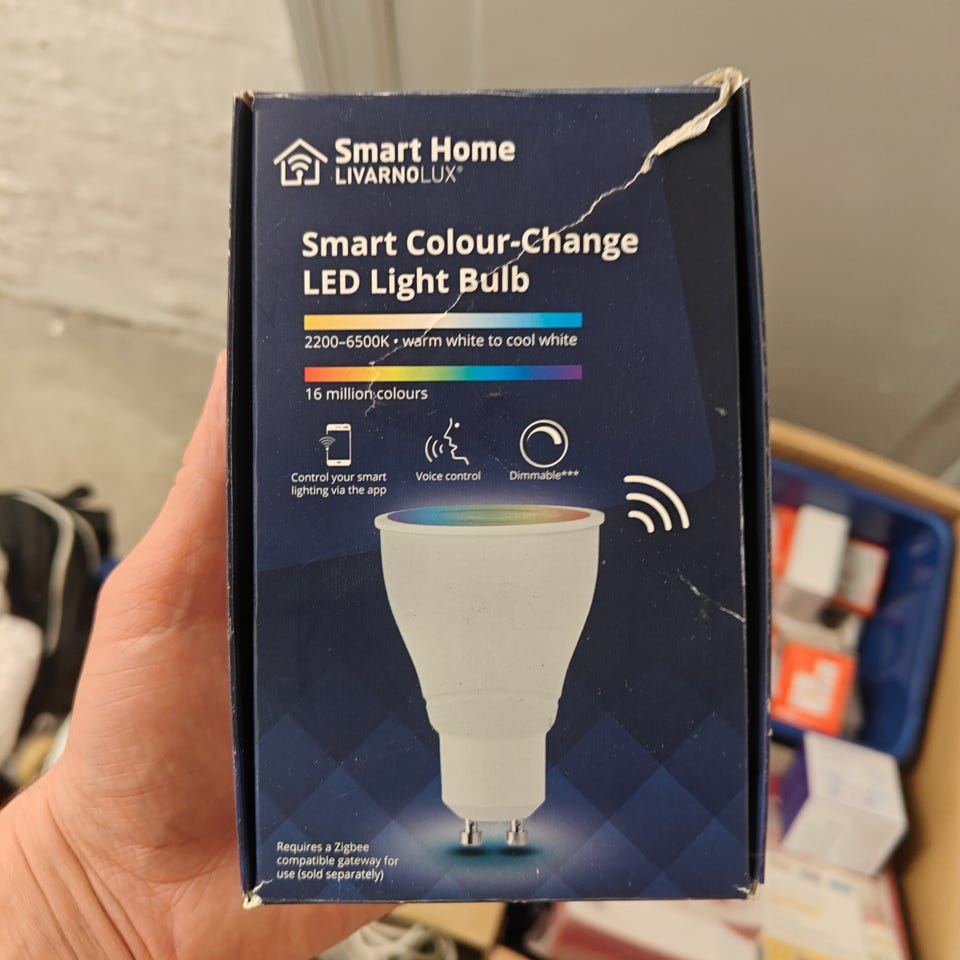 Smart Home
LIVARNOLUX®
Smart Colour-Change
LED Light Bulb
2200–6500K • warm white to cool white
16 million colours
Control your smart
lighting via the app
Voice control
Dimmable***
Requires a Zigbee
compatible gateway for
use (sold separately)